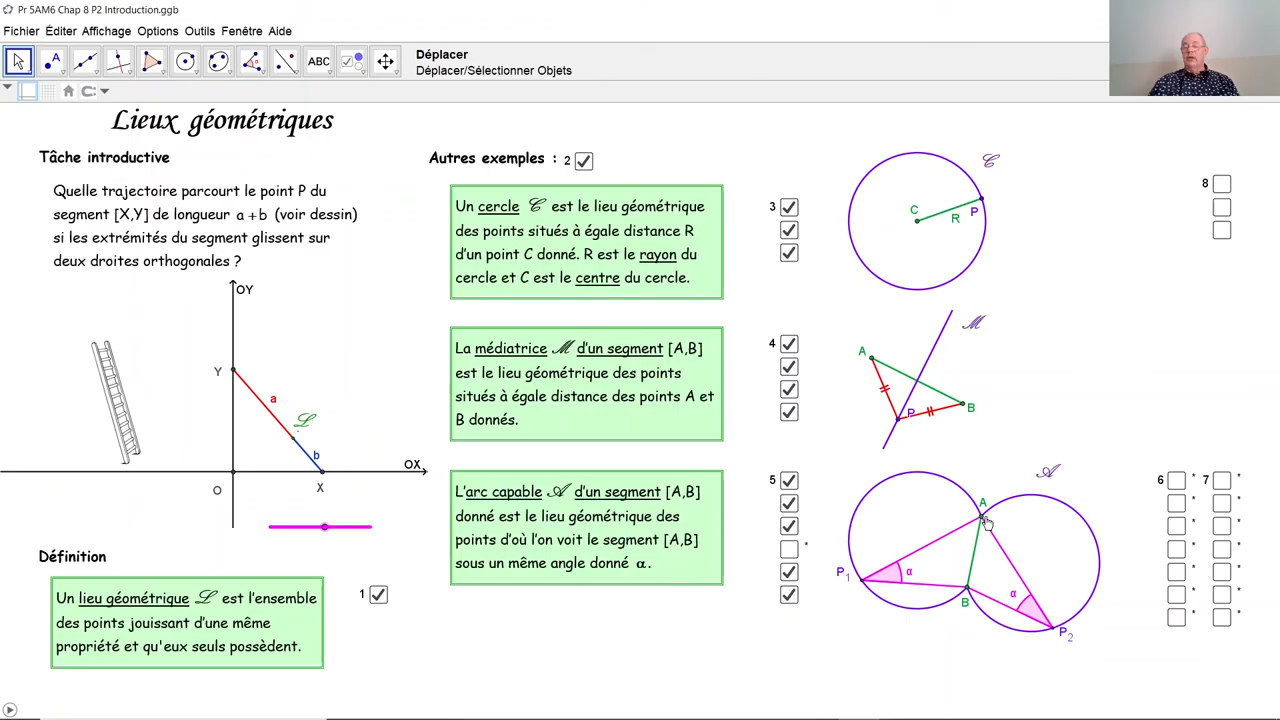 Pr 5AM6 Chap 8 P2 Introduction.ggb
Fichier Éditer Affichage Options Outils Fenêtre Aide
A
α
ABC
Déplacer
Déplacer/Sélectionner Objets
Lieux géométriques
Tâche introductive
Quelle trajectoire parcourt le point P du
segment [X,Y] de longueur a+b (voir dessin)
si les extrémités du segment glissent sur
deux droites orthogonales ?
OY
Y
a
ℒ
b
OX
O
X
Définition
Un lieu géométrique ℒ est l'ensemble
des points jouissant d'une même
propriété et qu'eux seuls possèdent.
1
Autres exemples : 2
Un cercle 𝒞 est le lieu géométrique
des points situés à égale distance R
d'un point C donné. R est le rayon du
cercle et C est le centre du cercle.
3
𝒞
C
R
P
8
La médiatrice ℳ d'un segment [A,B]
est le lieu géométrique des points
situés à égale distance des points A et
B donnés.
4
ℳ
A
P
B
L'arc capable 𝒜 d'un segment [A,B]
donné est le lieu géométrique des
points d'où l'on voit le segment [A,B]
sous un même angle donné α.
5
*
𝒜
A
P1
α
B
α
P2
6 * 7 *
* *
* *
* *
* *
* *
* *